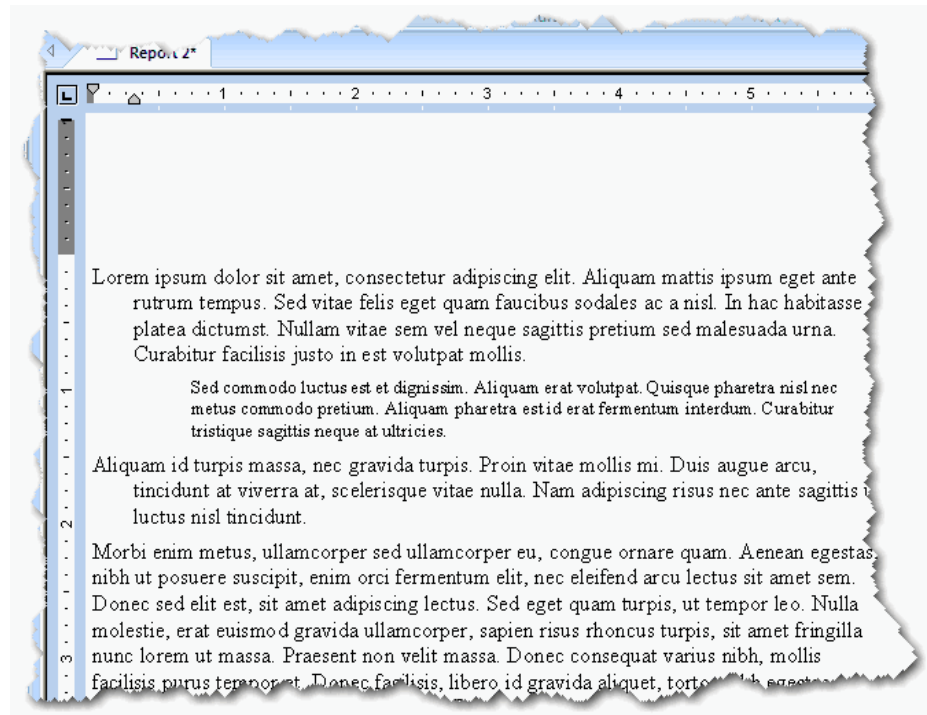 Report 2*
1 2 3 4 5
Lorem ipsum dolor sit amet, consectetur adipiscing elit. Aliquam mattis ipsum eget ante
rutrum tempus. Sed vitae felis eget quam faucibus sodales ac a nisl. In hac habitasse
platea dictumst. Nullam vitae sem vel neque sagittis pretium sed malesuada urna.
Curabitur facilisis justo in est volutpat mollis.
1
Sed commodo luctus est et dignissim. Aliquam erat volutpat. Quisque pharetra nisl nec
metus commodo pretium. Aliquam pharetra est id erat fermentum interdum. Curabitur
tristique sagittis neque at ultricies.
Aliquam id turpis massa, nec gravida turpis. Proin vitae mollis mi. Duis augue arcu,
tincidunt at viverra at, scelerisque vitae nulla. Nam adipiscing risus nec ante sagittis
luctus nisl tincidunt.
2
Morbi enim metus, ullamcorper sed ullamcorper eu, congue ornare quam. Aenean egestas
nibh ut posuere suscipit, enim orci fermentum elit, nec eleifend arcu lectus sit amet sem.
Donec sed elit est, sit amet adipiscing lectus. Sed eget quam turpis, ut tempor leo. Nulla
molestie, erat euismod gravida ullamcorper, sapien risus rhoncus turpis, sit amet fringilla
3
nunc lorem ut massa. Praesent non velit massa. Donec consequat varius nibh, mollis
facilisis purus tempor et. Donec facilisis, libero id gravida aliquet,